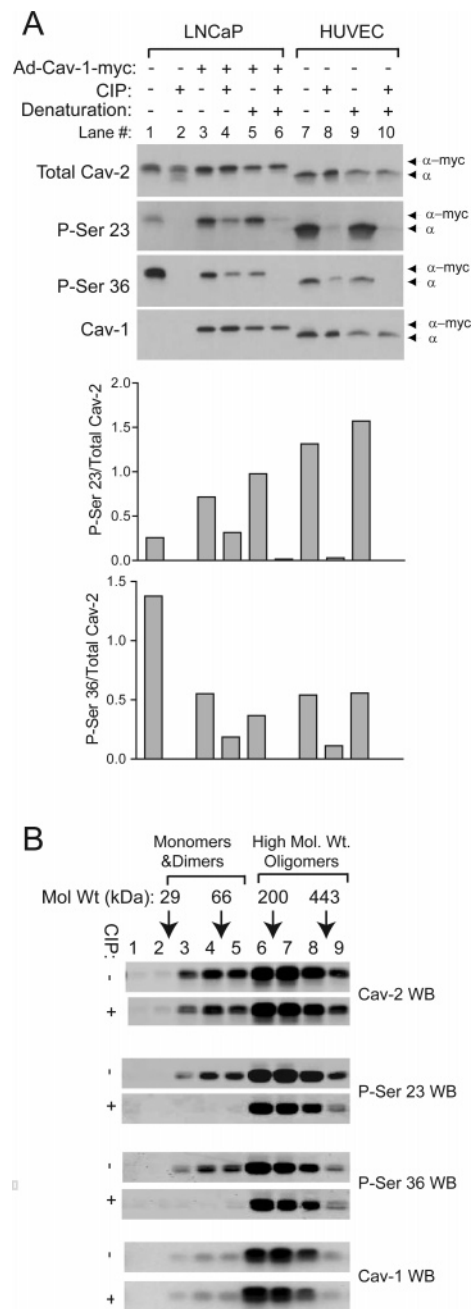 A
LNCaP HUVEC
Ad-Cav-1-myc: - - + + + + - - - -
CIP: - + - + - + - + - +
Denaturation: - - - - + + - - + +
Lane #: 1 2 3 4 5 6 7 8 9 10
Total Cav-2 α-myc
α
P-Ser 23 α-myc
α
P-Ser 36 α-myc
α
Cav-1 α-myc
α
P-Ser 23/Total Cav-2
2.0
1.5
1.0
0.5
0.0
P-Ser 36/Total Cav-2
1.5
1.0
0.5
0.0
B
Monomers High Mol. Wt.
&Dimers Oligomers
Mol Wt (kDa): 29 66 200 443
CIP: 1 2 3 4 5 6 7 8 9
-
+ Cav-2 WB
-
+ P-Ser 23 WB
-
+ P-Ser 36 WB
-
+ Cav-1 WB